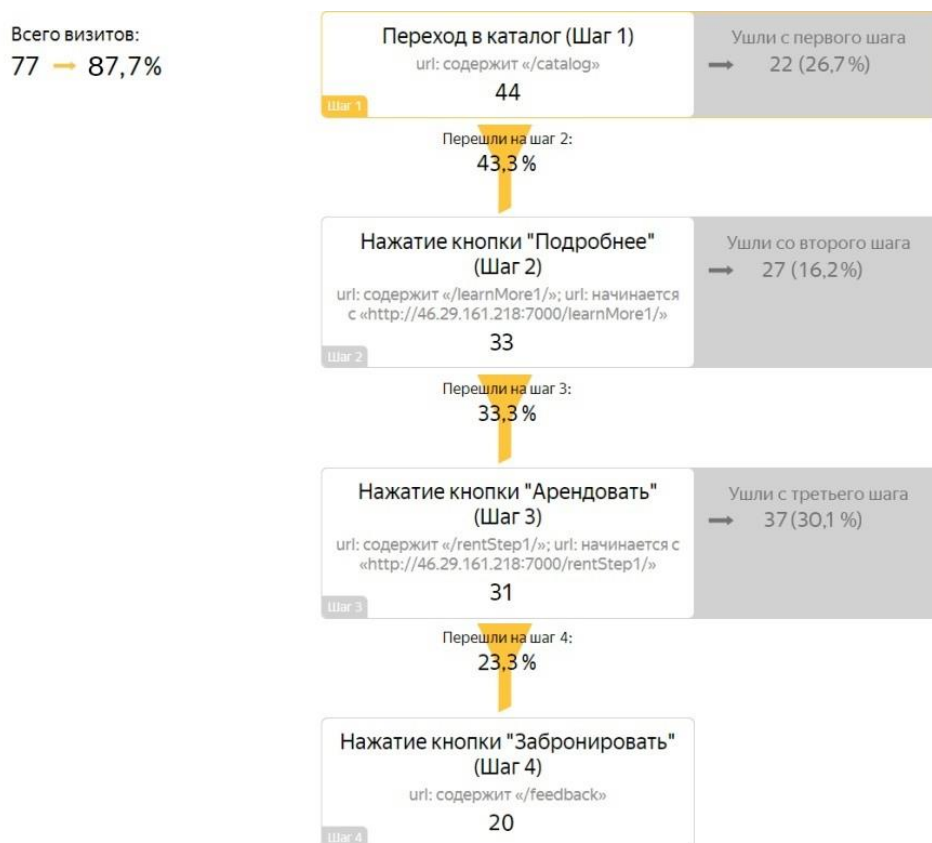 Всего визитов:
77 → 87,7%
Переход в каталог (Шаг 1)
url: содержит «/catalog»
44
Шаг 1
Ушли с первого шага
→ 22 (26,7%)
Перешли на шаг 2:
43,3%
Нажатие кнопки "Подробнее"
(Шаг 2)
url: содержит «/learnMore1/»; url: начинается
с «http://46.29.161.218:7000/learnMore1/»
33
Шаг 2
Ушли со второго шага
→ 27 (16,2%)
Перешли на шаг 3:
33,3%
Нажатие кнопки "Арендовать"
(Шаг 3)
url: содержит «/rentStep1/»; url: начинается с
«http://46.29.161.218:7000/rentStep1/»
31
Шаг 3
Ушли с третьего шага
→ 37 (30,1%)
Перешли на шаг 4:
23,3%
Нажатие кнопки "Забронировать"
(Шаг 4)
url: содержит «/feedback»
20
Шаг 4